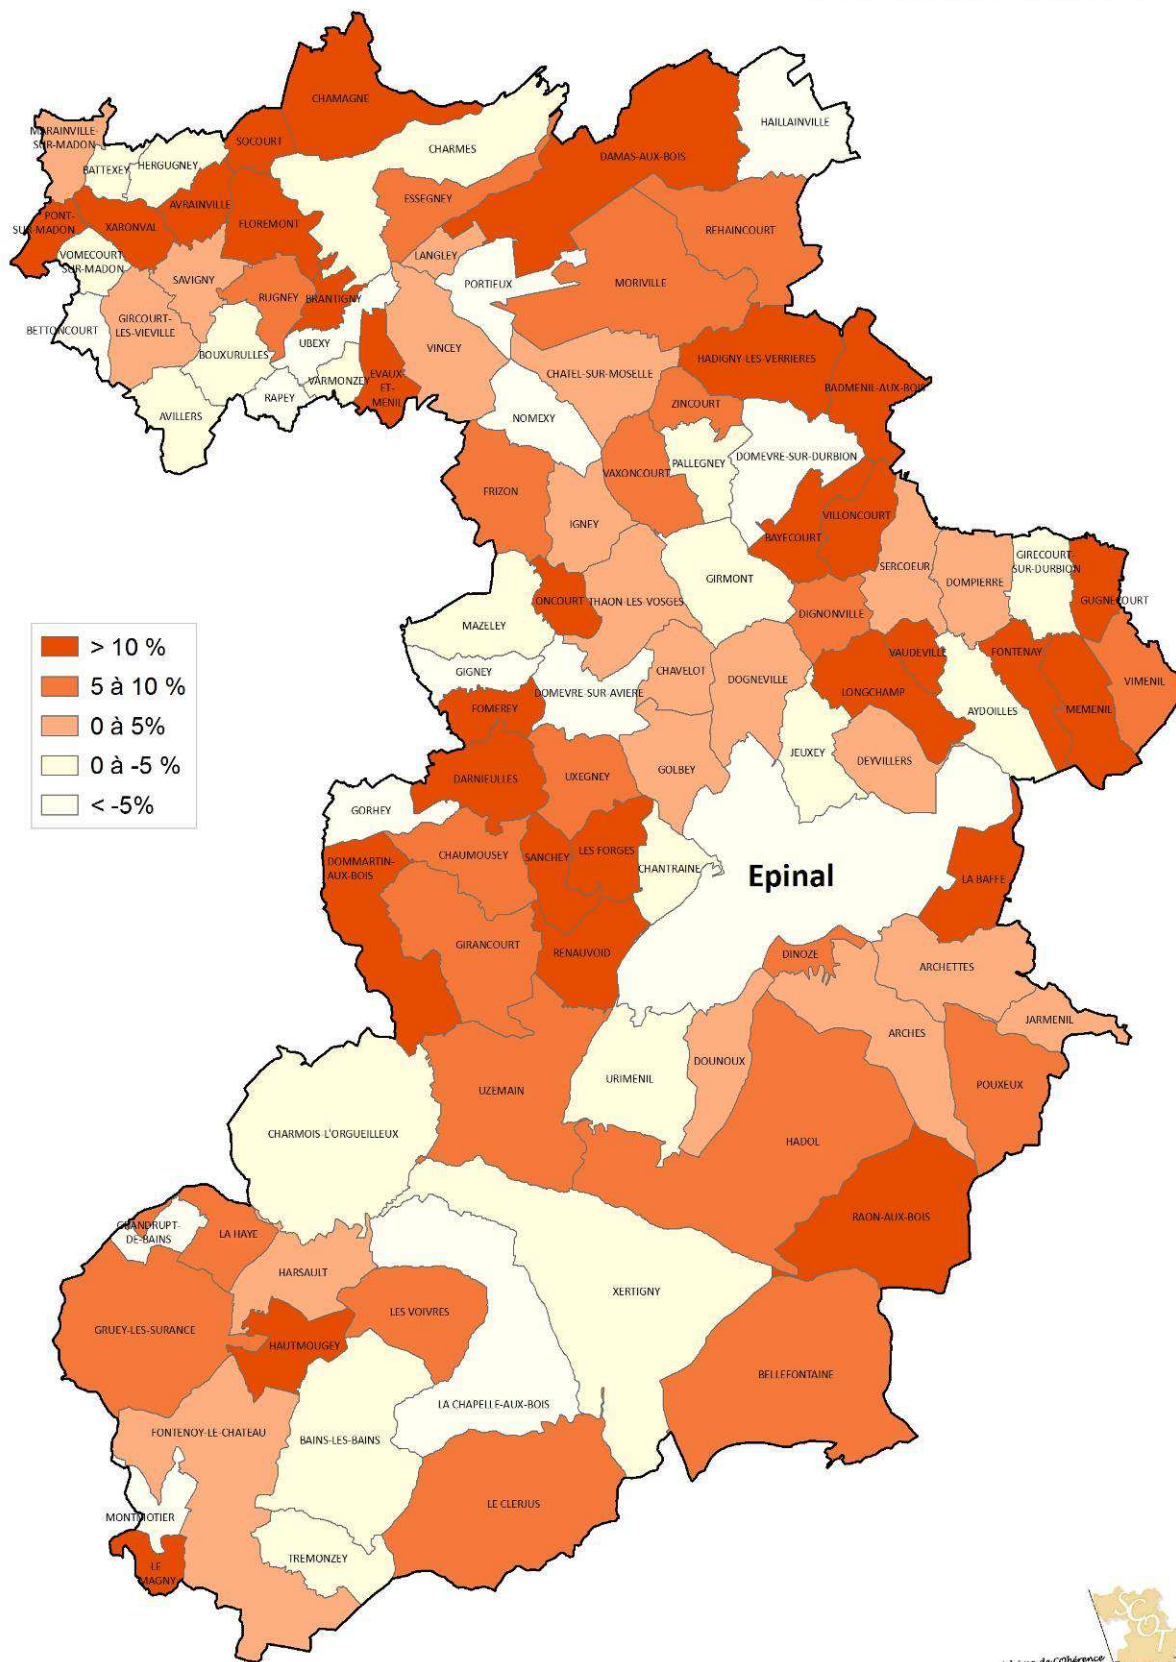 CHAMAGNE
HAILLAINVILLE
MARAINVILLE-
SUR-MADON
SOCOURT
CHARMES
DAMAS-AUX-BOIS
BATTEXEY
HERGUGNEY
ESSEGNEY
AVRAINVILLE
PONT-
SUR-MADON
XARONVAL
FLOREMONT
REHAINCOURT
VOMECOURT-
SUR-MADON
LANGLEY
SAVIGNY
PORTIEUX
MORIVILLE
RUGNEY
BRANTIGNY
BETTONCOURT
GIRCOURT-
LES-VIEVILLE
UBEXY
VINCEY
BOUXURULLES
HADIGNY-LES-VERRIERES
CHATEL-SUR-MOSELLE
VARMONZEY
EVAUX-
ET-
MENIL
BADMENIL-AUX-BOIS
RAPEY
ZINCOURT
AVILLERS
NOMEXY
DOMEVRE-SUR-DURBION
PALLEGNEY
VAXONCOURT
FRIZON
IGNEY
VILLONCOURT
BAYECOURT
GIRECOURT-
SUR-DURBION
SERCOEUR
DOMPIERRE
GIRMONT
ONCOURT
THAON-LES-VOSGES
GUGNECOURT
DIGNONVILLE
MAZELEY
VAUDEVILLE
FONTENAY
GIGNEY
CHAVELOT
DOGNEVILLE
VIMENIL
DOMEVRE-SUR-AVIERE
LONGCHAMP
FOMEREY
AYDOILLES
MEMENIL
JEUXEY
DEYVILLERS
GOLBEY
DARNIEULLES
UXEGNEY
GORHEY
LES FORGES
CHAUMOUSEY
SANCHEY
DOMMARTIN-
AUX-BOIS
CHANTRAINE
Epinal
LA BAFFE
GIRANCOURT
RENAUVOID
DINOZE
ARCHETTES
JARMENIL
ARCHES
DOUNOUX
URIMENIL
POUXEUX
UZEMAIN
CHARMOIS-L'ORGUEILLEUX
HADOL
RAON-AUX-BOIS
GRANDRUPT-
DE-BAINS
LA HAYE
HARSAULT
XERTIGNY
LES VOIVRES
GRUEY-LES-SURANCE
HAUTMOUGEY
BELLEFONTAINE
LA CHAPELLE-AUX-BOIS
FONTENOY-LE-CHATEAU
BAINS-LES-BAINS
LE CLERJUS
MONTMOTIER
TREMONZEY
LE
MAGNY
> 10 %
5 à 10 %
0 à 5%
0 à -5 %
< -5%
SCOT
de Cohérence